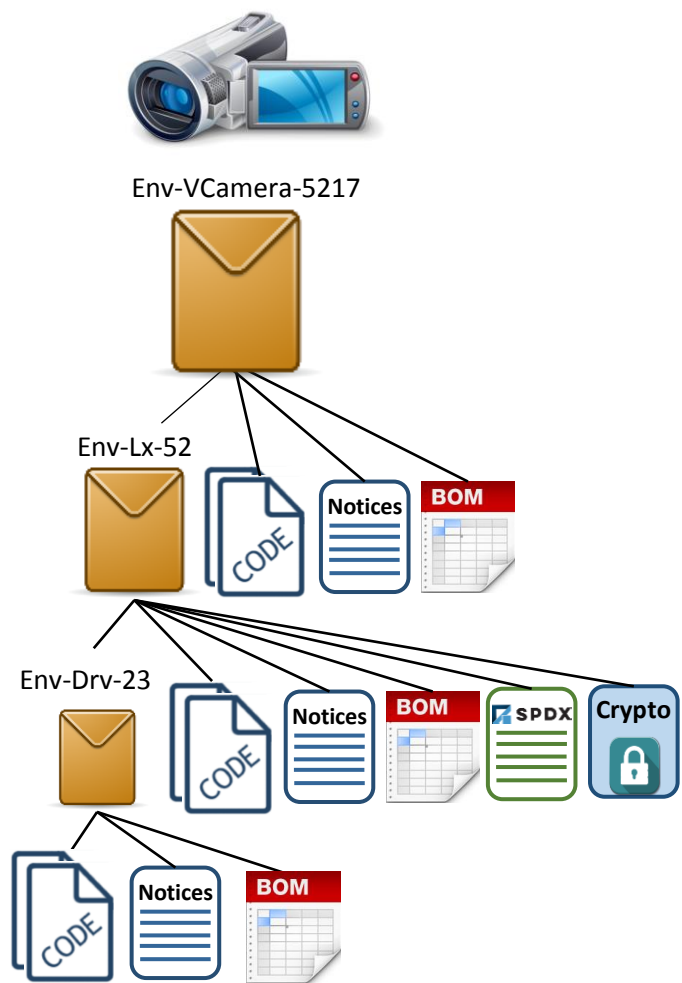 Env-VCamera-5217
Env-Lx-52
CODE
Notices
BOM
Env-Drv-23
CODE
Notices
BOM
SPDX
Crypto
CODE
Notices
BOM